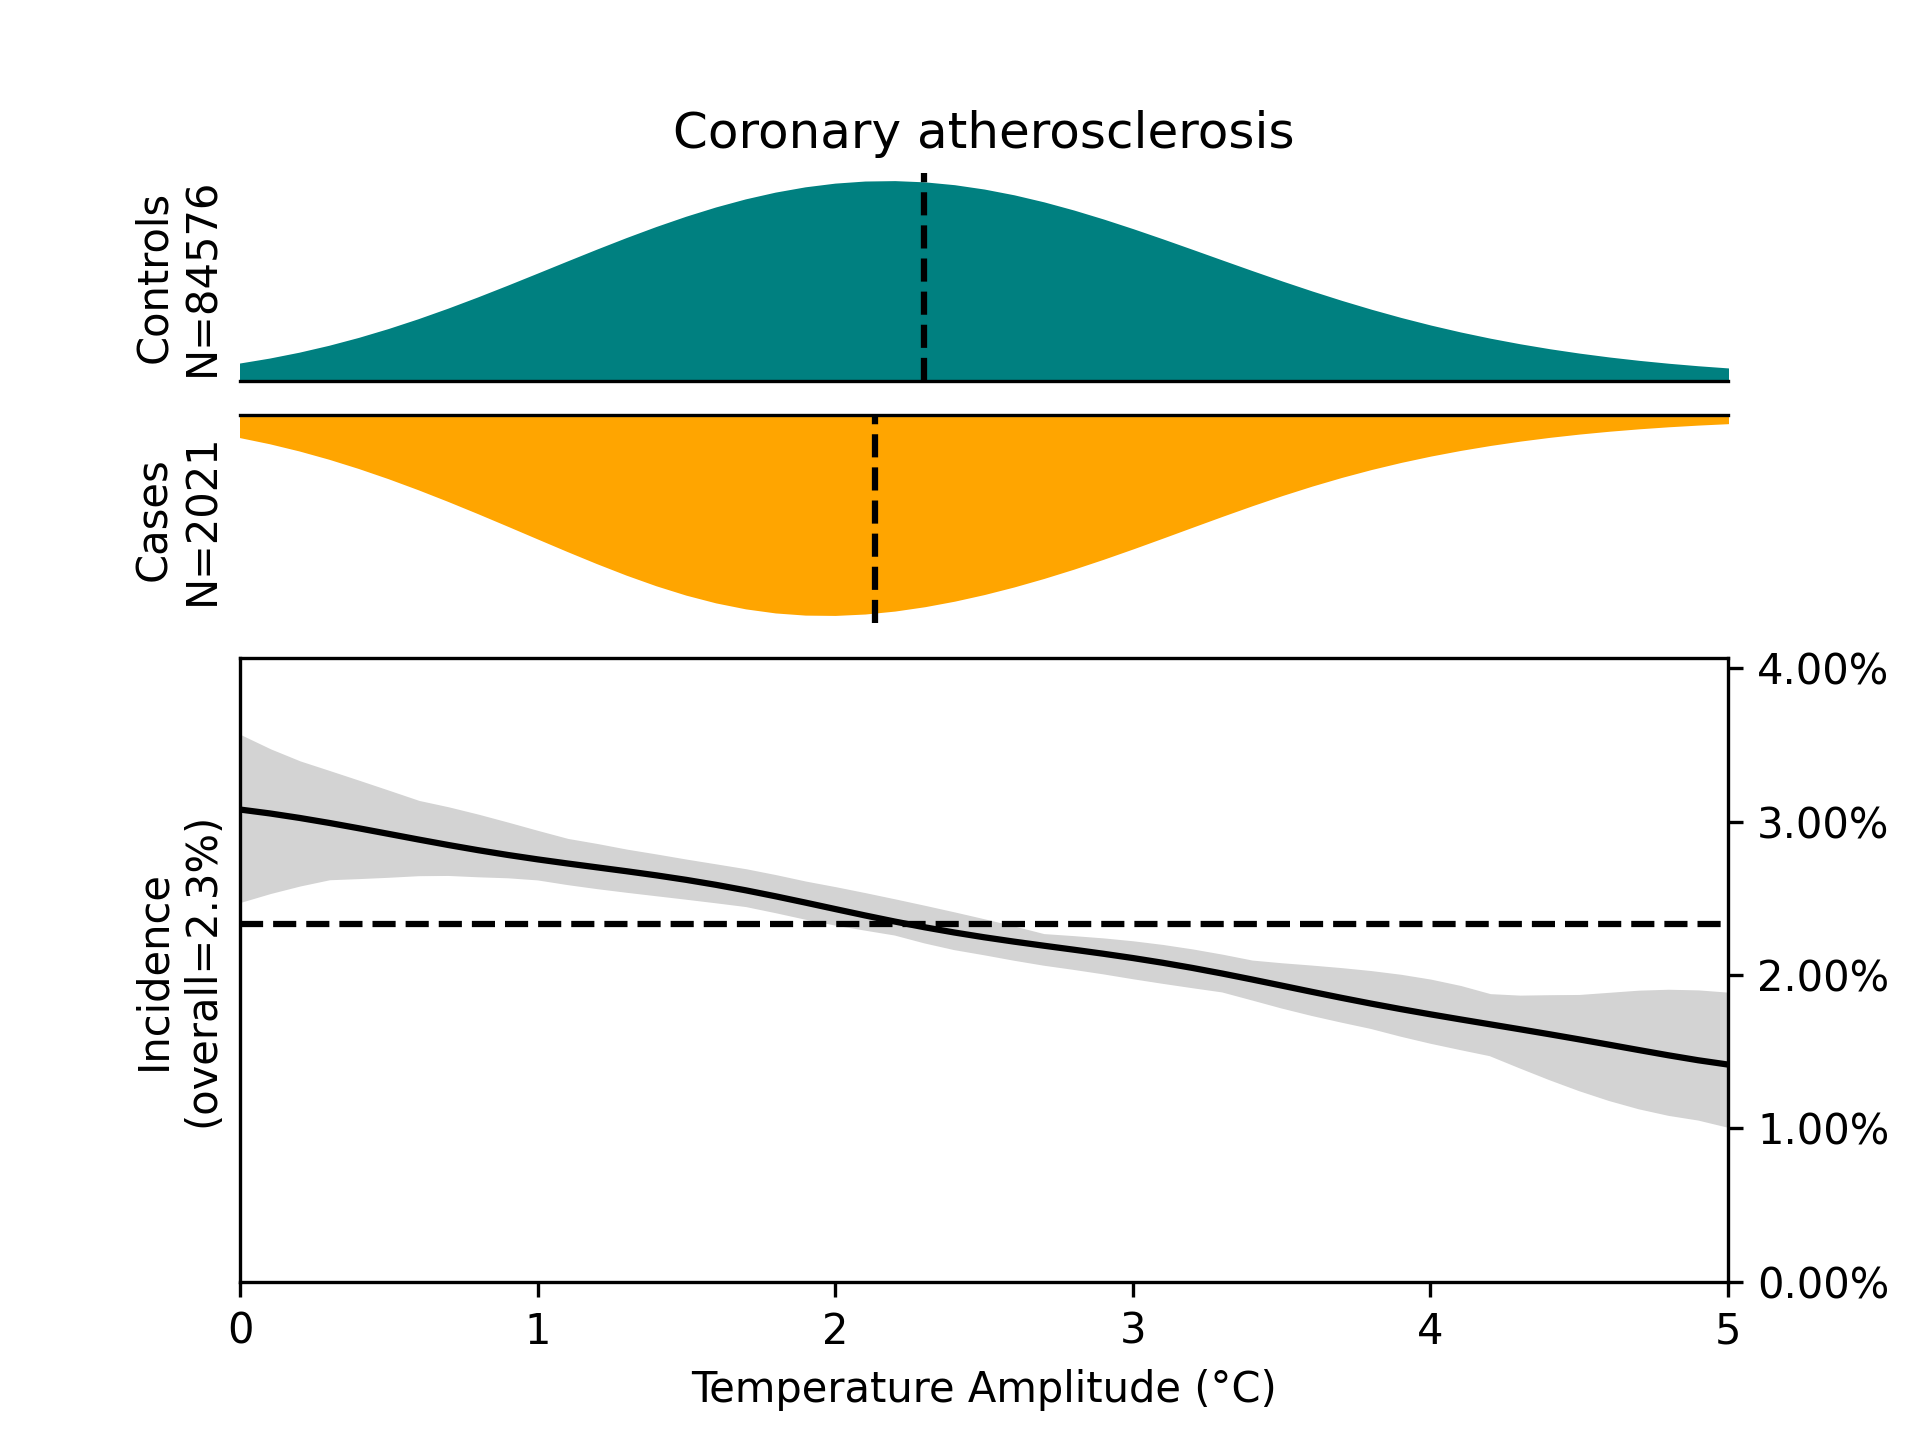 Coronary atherosclerosis
Controls
N=84576
Cases
N=2021
Incidence
(overall=2.3%)
4.00%
3.00%
2.00%
1.00%
0.00%
0 1 2 3 4 5
Temperature Amplitude (°C)